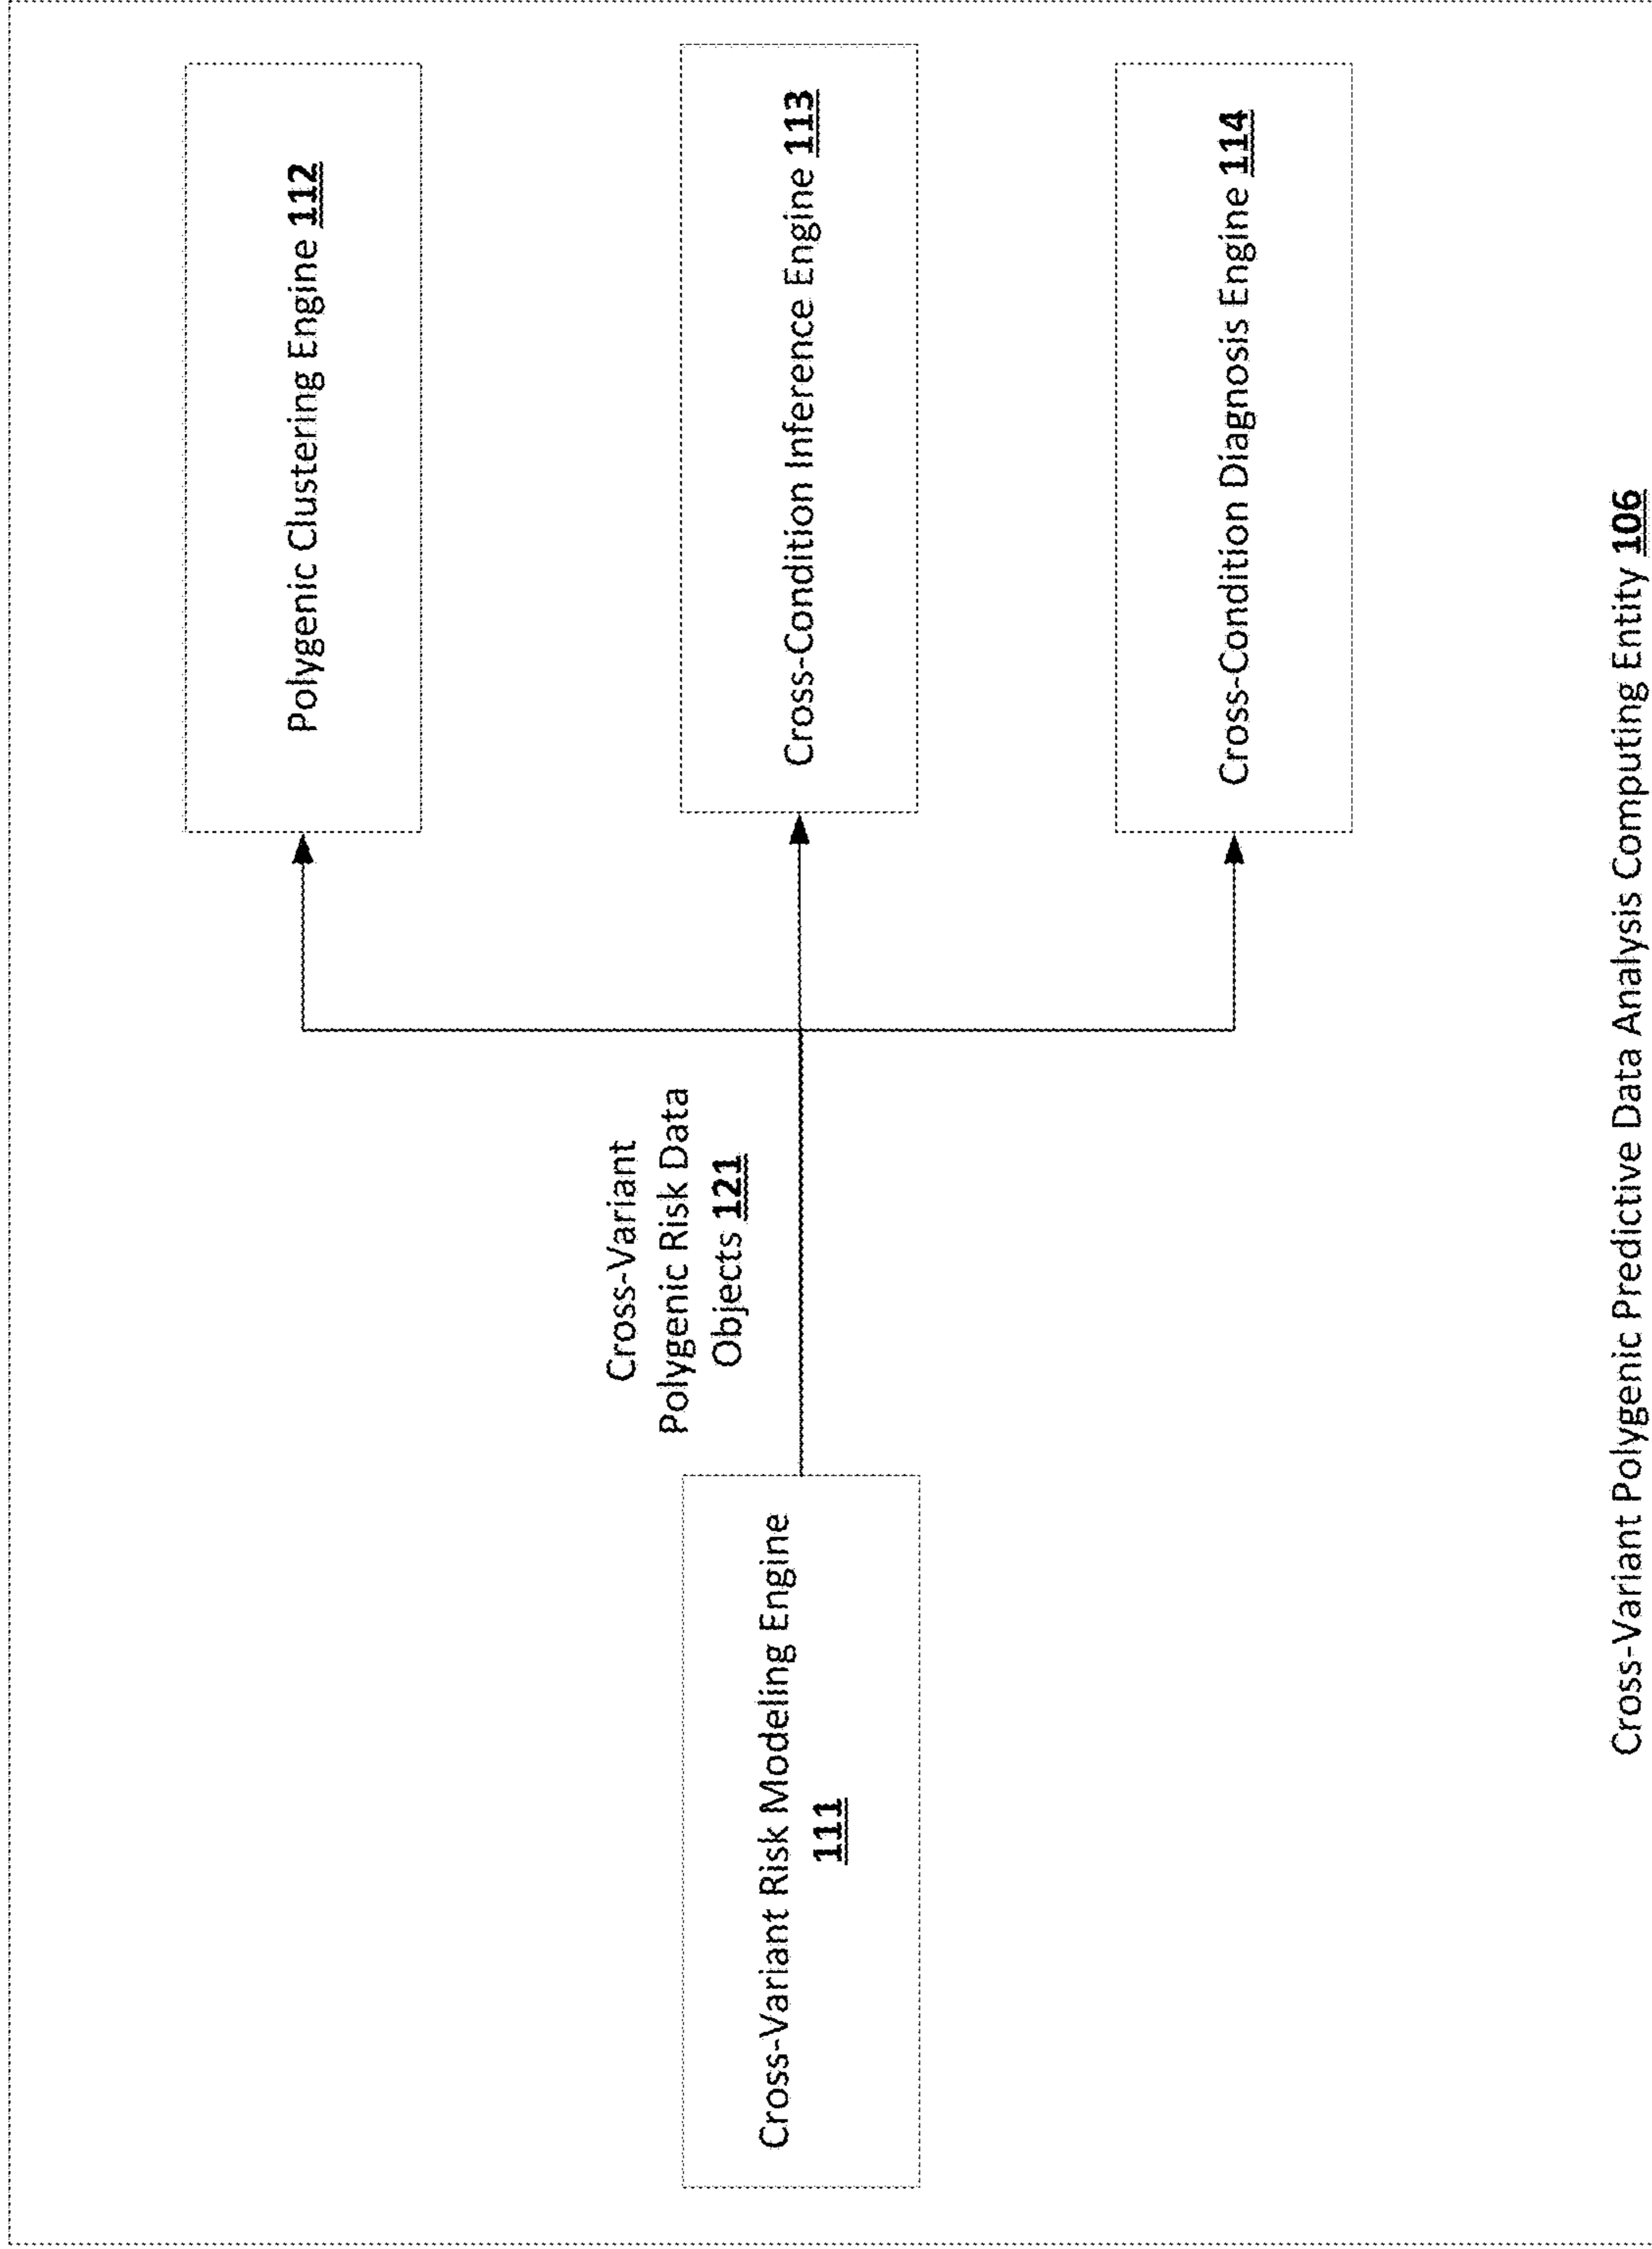 Cross-Variant Risk Modeling Engine
111
Cross-Variant
Polygenic Risk Data
Objects 121
Polygenic Clustering Engine 112
Cross-Condition Inference Engine 113
Cross-Condition Diagnosis Engine 114
Cross-Variant Polygenic Predictive Data Analysis Computing Entity 106